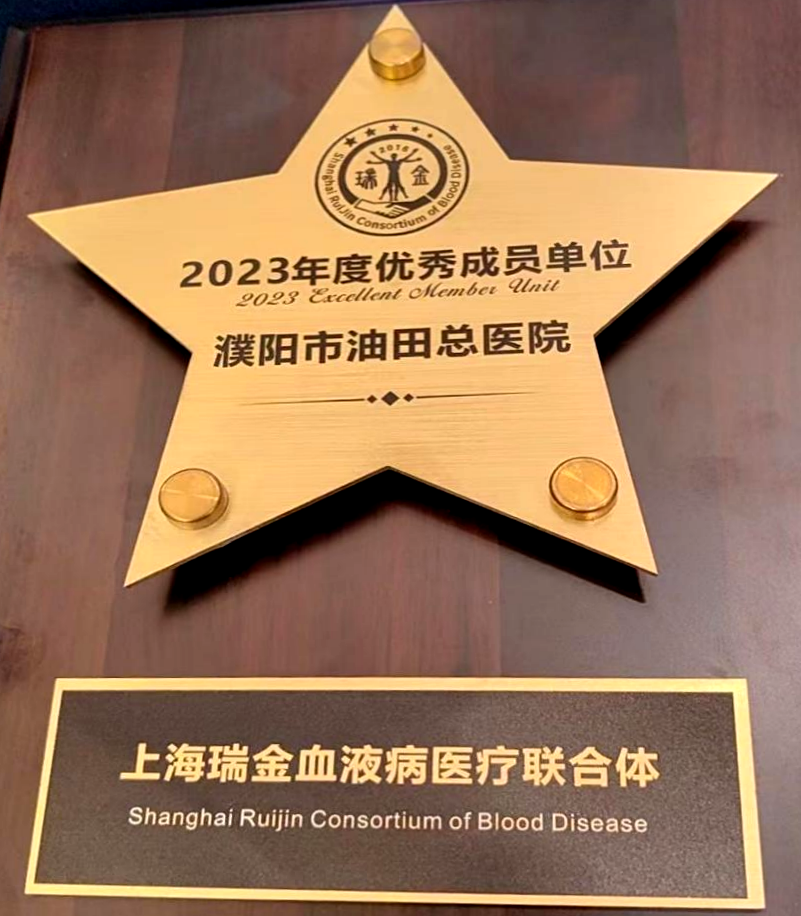 2018
瑞 金
Shanghai RuiJin Consortium of Blood Disease
2023年度优秀成员单位
2023 Excellent Member Unit
濮阳市油田总医院
上海瑞金血液病医疗联合体
Shanghai Ruijin Consortium of Blood Disease